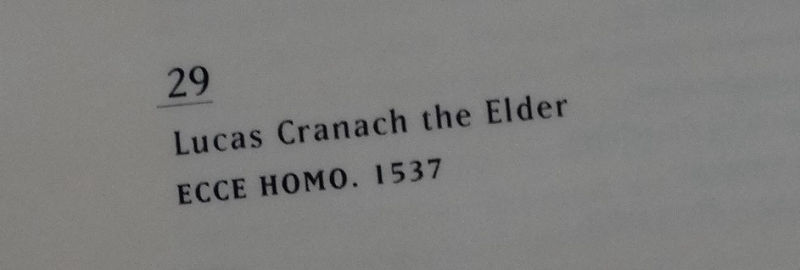 29
Lucas Cranach the Elder
ECCE HOMO. 1537